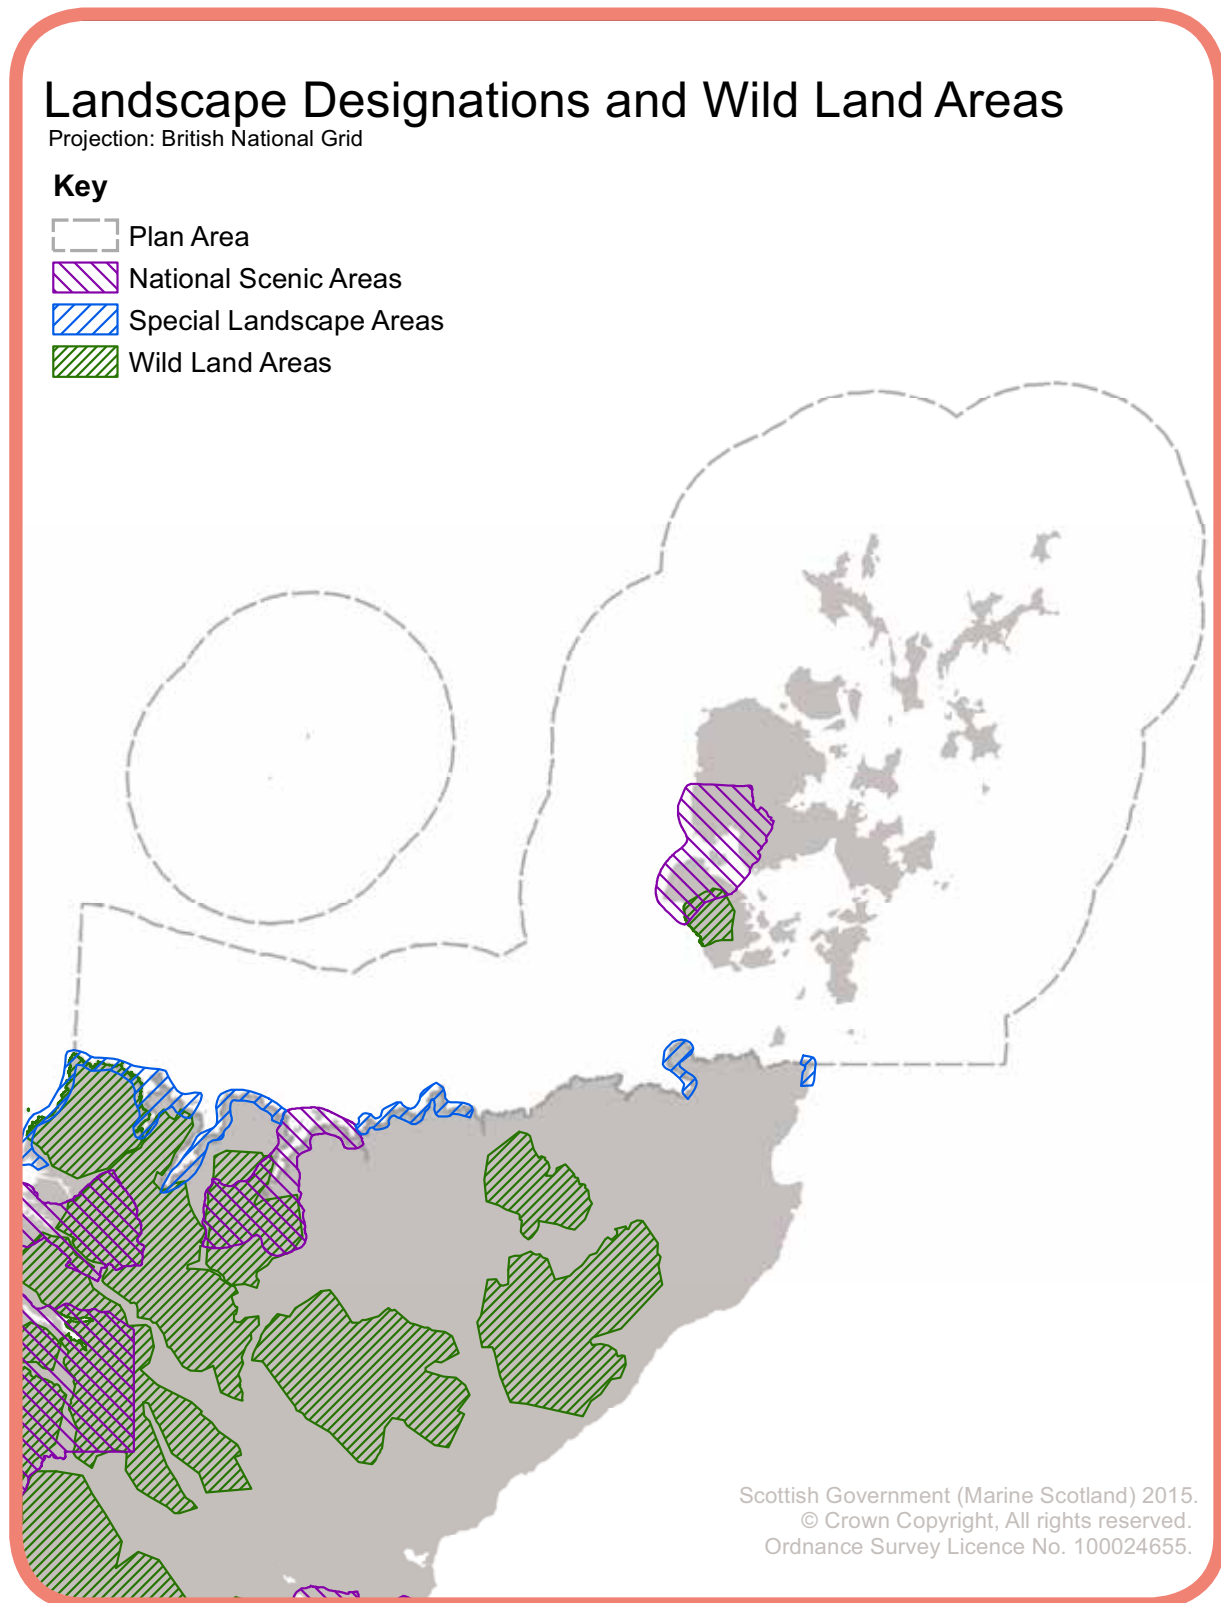 Landscape Designations and Wild Land Areas
Projection: British National Grid
Key
Plan Area
National Scenic Areas
Special Landscape Areas
Wild Land Areas
Scottish Government (Marine Scotland) 2015.
© Crown Copyright, All rights reserved.
Ordnance Survey Licence No. 100024655.